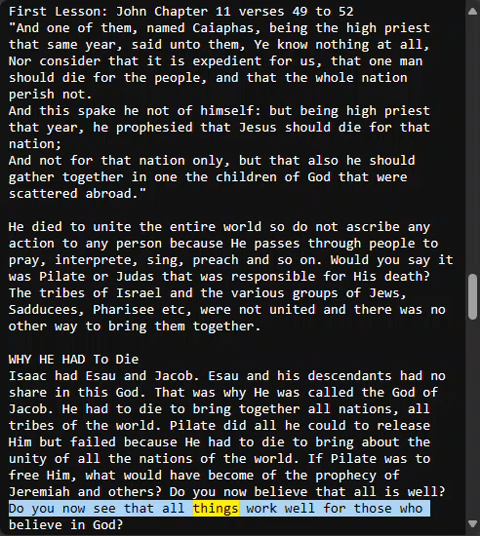 First Lesson: John Chapter 11 verses 49 to 52
"And one of them, named Caiaphas, being the high priest
that same year, said unto them, Ye know nothing at all,
Nor consider that it is expedient for us, that one man
should die for the people, and that the whole nation
perish not.
And this spake he not of himself: but being high priest
that year, he prophesied that Jesus should die for that
nation;
And not for that nation only, but that also he should
gather together in one the children of God that were
scattered abroad."
He died to unite the entire world so do not ascribe any
action to any person because He passes through people to
pray, interpret, sing, preach and so on. Would you say it
was Pilate or Judas that was responsible for His death?
The tribes of Israel and the various groups of Jews,
Sadducees, Pharisee etc, were not united and there was no
other way to bring them together.
WHY HE HAD To Die
Isaac had Esau and Jacob. Esau and his descendants had no
share in this God. That was why He was called the God of
Jacob. He had to die to bring together all nations, all
tribes of the world. Pilate did all he could to release
Him but failed because He had to die to bring about the
unity of all the nations of the world. If Pilate was to
free Him, what would have become of the prophecy of
Jeremiah and others? Do you now believe that all is well?
Do you now see that all things work well for those who
believe in God?